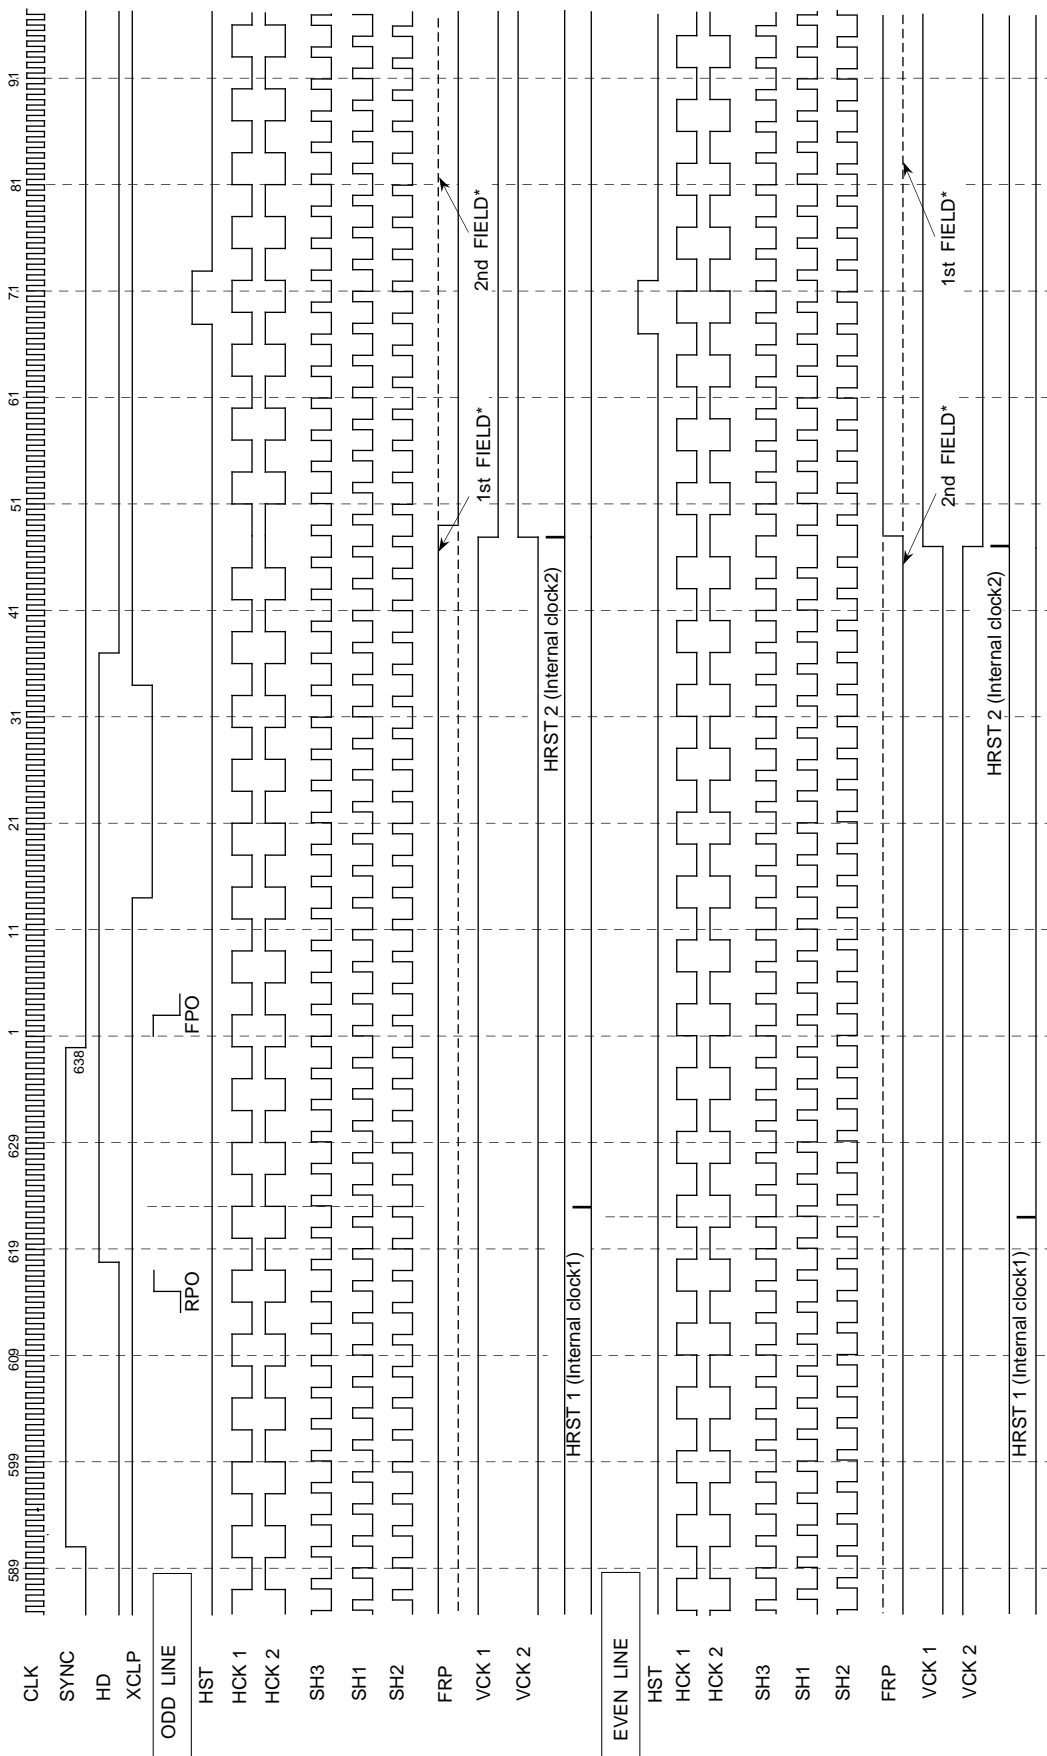 589 599 609 619 629 1 11 21 31 41 51 61 71 81 91
CLK
SYNC
638
HD
XCLP
RPO FPO
ODD LINE
HST
HCK 1
HCK 2
SH3
SH1
SH2
FRP
1st FIELD* 2nd FIELD*
VCK 1
VCK 2
HRST 2 (Internal clock2)
HRST 1 (Internal clock1)
EVEN LINE
HST
HCK 1
HCK 2
SH3
SH1
SH2
FRP
2nd FIELD* 1st FIELD*
VCK 1
VCK 2
HRST 2 (Internal clock2)
HRST 1 (Internal clock1)